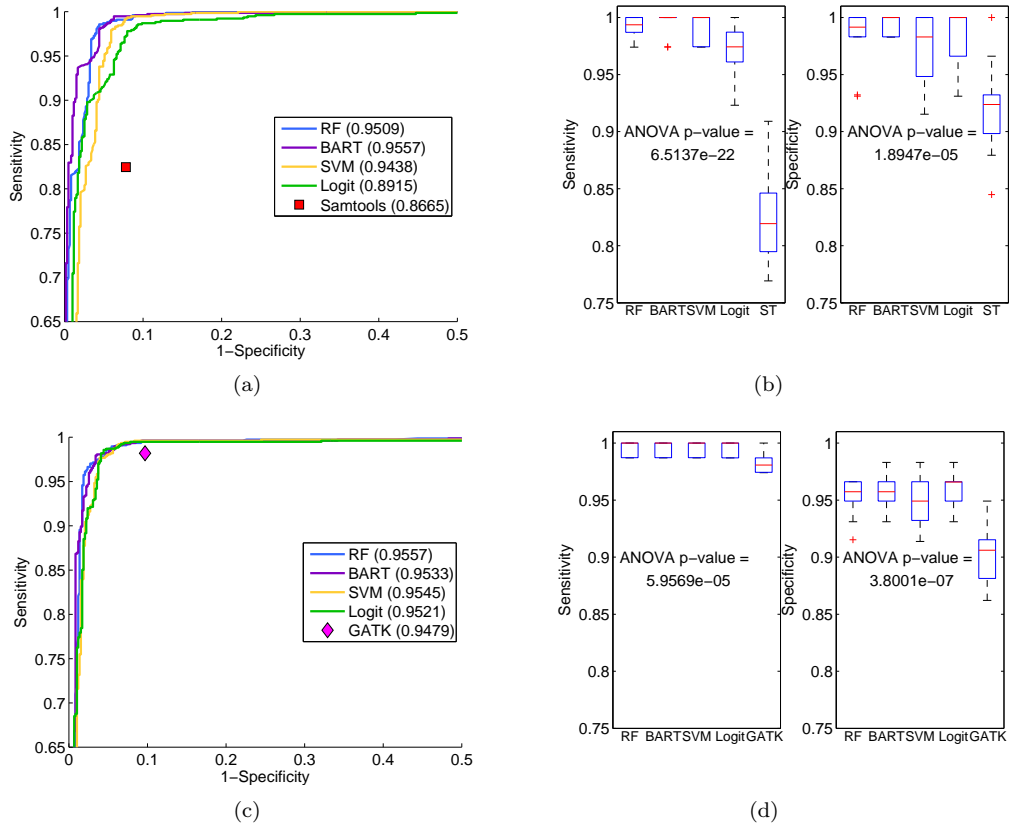 1
0.95
0.9
0.85
0.8
0.75
0.7
0.65
Sensitivity
0
0.1
0.2
0.3
0.4
0.5
1−Specificity
RF (0.9509)
BART (0.9557)
SVM (0.9438)
Logit (0.8915)
Samtools (0.8665)
(a)
1
0.95
0.9
0.85
0.8
0.75
Sensitivity
ANOVA p−value =
6.5137e−22
RF BART SVM Logit ST
1
0.95
0.9
0.85
0.8
0.75
Specificity
ANOVA p−value =
1.8947e−05
RF BART SVM Logit ST
(b)
1
0.95
0.9
0.85
0.8
0.75
0.7
0.65
Sensitivity
0
0.1
0.2
0.3
0.4
0.5
1−Specificity
RF (0.9557)
BART (0.9533)
SVM (0.9545)
Logit (0.9521)
GATK (0.9479)
(c)
1
0.95
0.9
0.85
0.8
0.75
Sensitivity
ANOVA p−value =
5.9569e−05
RF BART SVM Logit GATK
1
0.95
0.9
0.85
0.8
0.75
Specificity
ANOVA p−value =
3.8001e−07
RF BART SVM Logit GATK
(d)